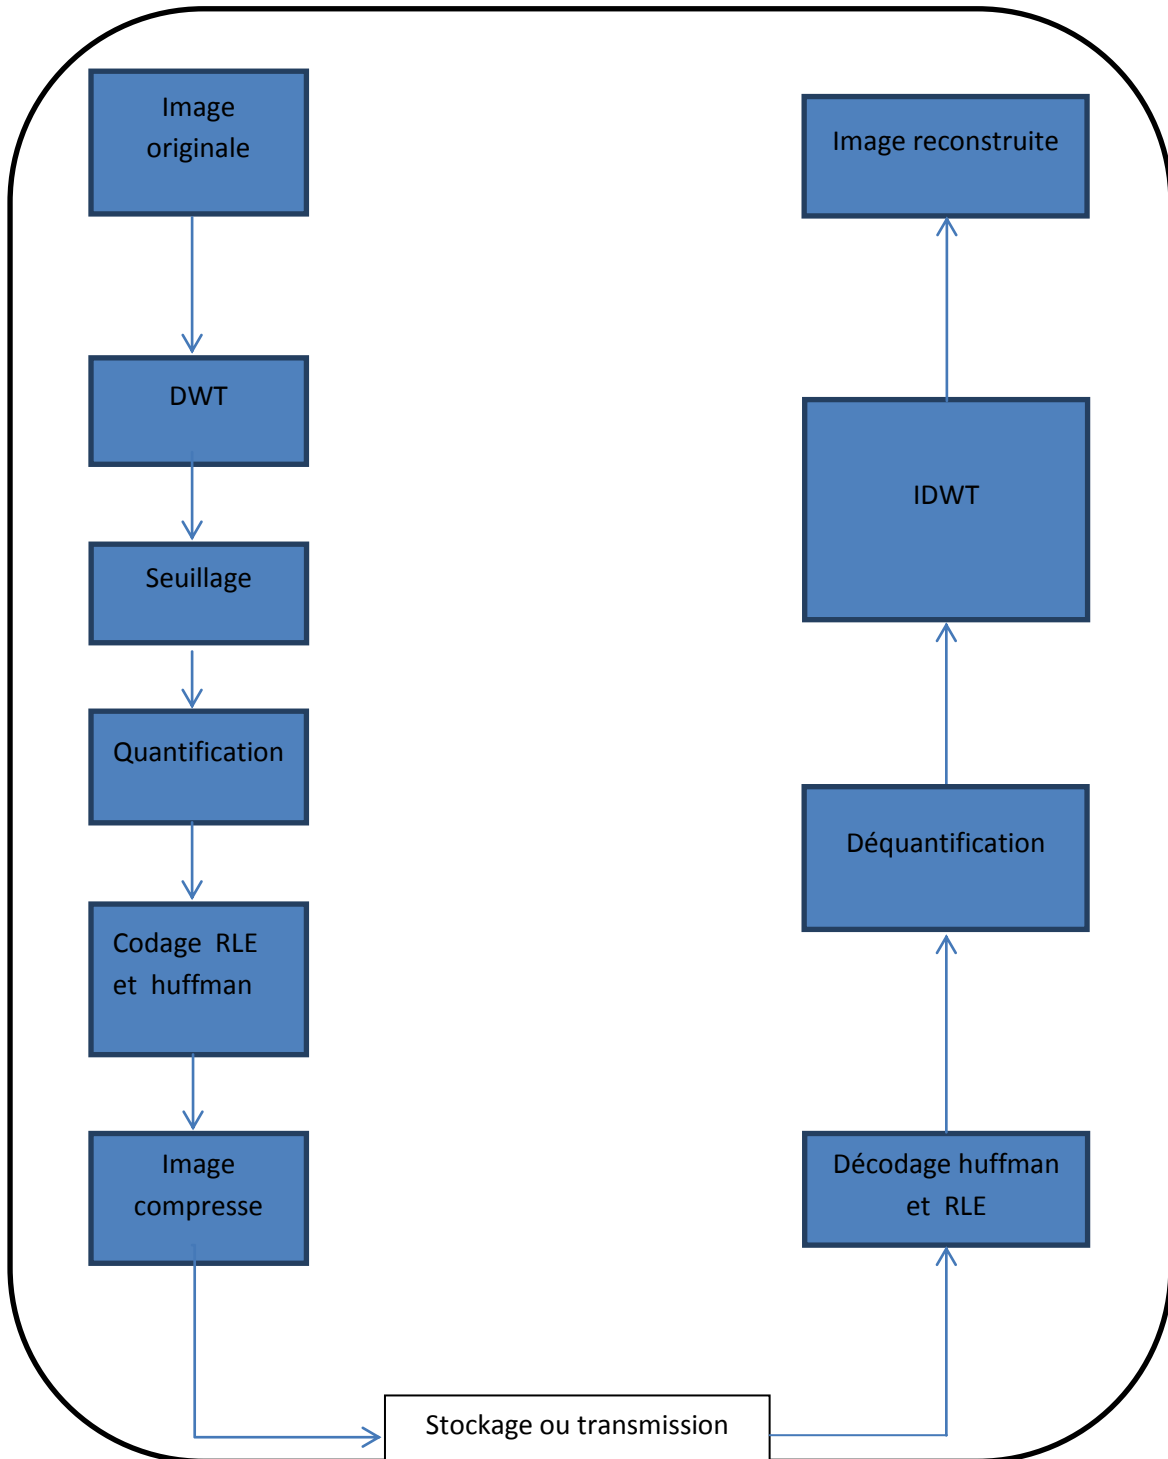 Image
originale
DWT
Seuillage
Quantification
Codage RLE
et huffman
Image
compresse
Stockage ou transmission
Décodage huffman
et RLE
Déquantification
IDWT
Image reconstruite